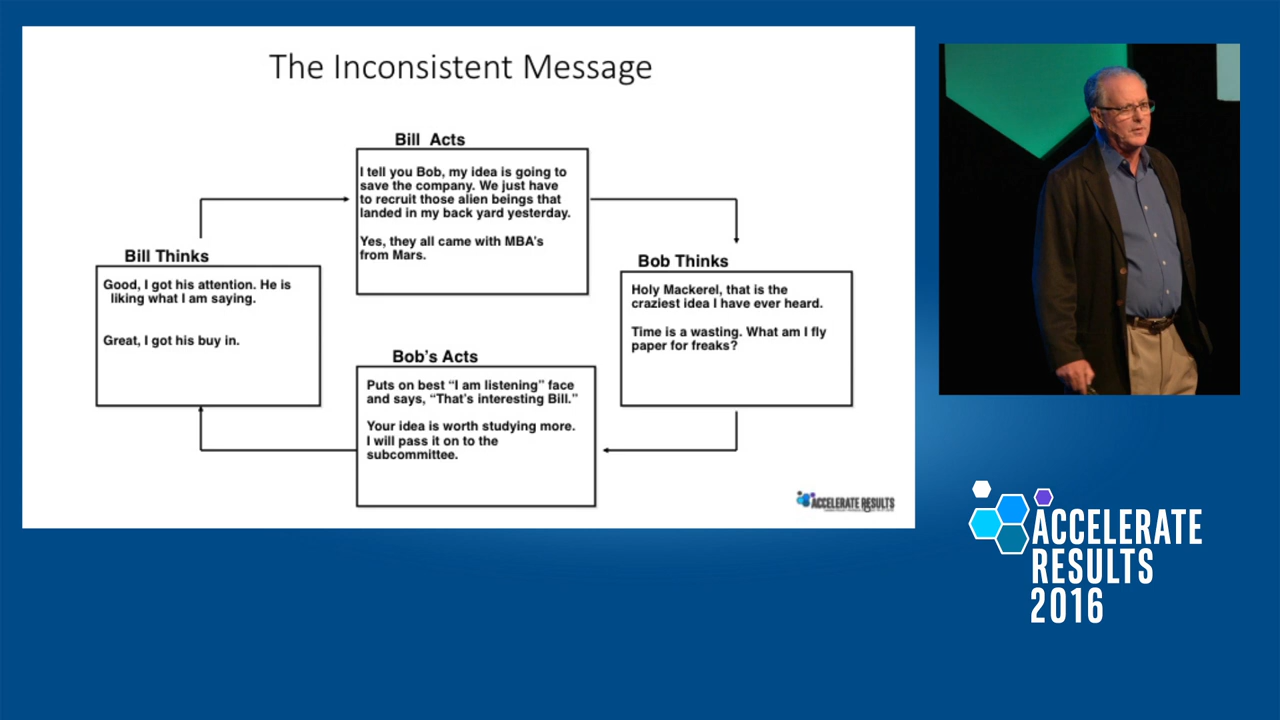 The Inconsistent Message
Bill Acts
I tell you Bob, my idea is going to
save the company. We just have
to recruit those alien beings that
landed in my back yard yesterday.
Yes, they all came with MBA's
from Mars.
Bill Thinks
Good, I got his attention. He is
liking what I am saying.
Great, I got his buy in.
Bob Thinks
Holy Mackerel, that is the
craziest idea I have ever heard.
Time is a wasting. What am I fly
paper for freaks?
Bob's Acts
Puts on best “I am listening” face
and says, “That's interesting Bill.”
Your idea is worth studying more.
I will pass it on to the
subcommittee.
ACCELERATE RESULTS
ACCELERATE
RESULTS
2016